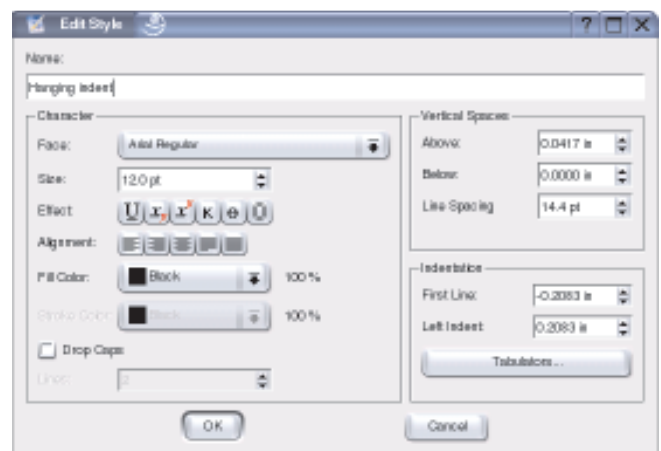 Edit Style
Name:
Hanging indent
Character
Face: Arial Regular
Size: 12.0 pt
Effect
Alignment:
Fill Color: Black 100 %
Stroke Color: Black 100 %
Drop Caps
Lines: 2
Vertical Spaces
Above: 0.0417 in
Below: 0.0000 in
Line Spacing 14.4 pt
Indentation
First Line: -0.2083 in
Left Indent 0.2083 in
Tabulators...
OK
Cancel